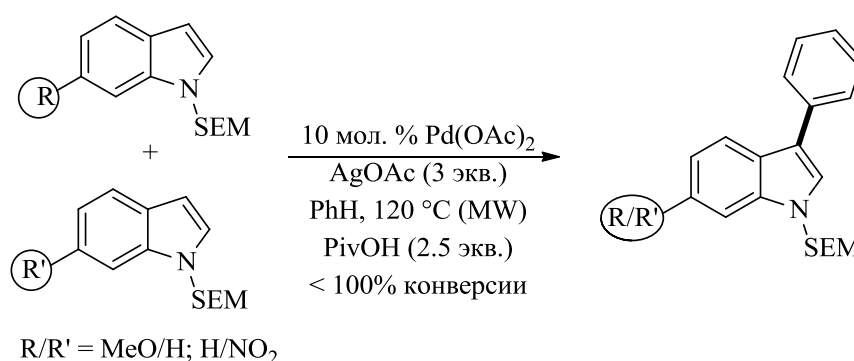 R
N
SEM
+
R'
N
SEM
R/R' = MeO/H; H/NO2
10 мол. % Pd(OAc)2
AgOAc (3 экв.)
PhH, 120 °C (MW)
PivOH (2.5 экв.)
< 100% конверсии
R/R'
N
SEM